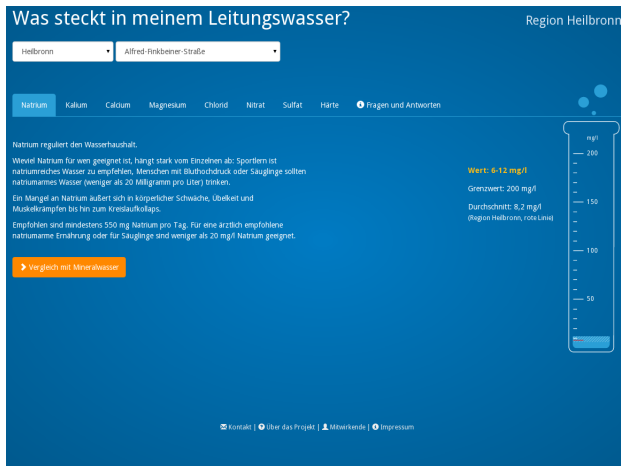 Was steckt in meinem Leitungswasser?
Region Heilbronn
Heilbronn
Alfred-Finkbeiner-Straße
Natrium Kalium Calcium Magnesium Chlorid Nitrat Sulfat Härte Fragen und Antworten
Natrium reguliert den Wasserhaushalt.
Wieviel Natrium für wen geeignet ist, hängt stark vom Einzelnen ab: Sportlern ist
natriumreiches Wasser zu empfehlen, Menschen mit Bluthochdruck oder Säuglinge sollten
natriumarmes Wasser (weniger als 20 Milligramm pro Liter) trinken.
Ein Mangel an Natrium äußert sich in körperlicher Schwäche, Übelkeit und
Muskelkrämpfen bis hin zum Kreislaufkollaps.
Empfohlen sind mindestens 550 mg Natrium pro Tag. Für eine ärztlich empfohlene
natriumarme Ernährung oder für Säuglinge sind weniger als 20 mg/l Natrium geeignet.
Vergleich mit Mineralwasser
Wert: 6-12 mg/l
Grenzwert: 200 mg/l
Durchschnitt: 8,2 mg/l
(Region Heilbronn, rote Linie)
mg/l
200
150
100
50
Kontakt | Über das Projekt | Mitwirkende | Impressum